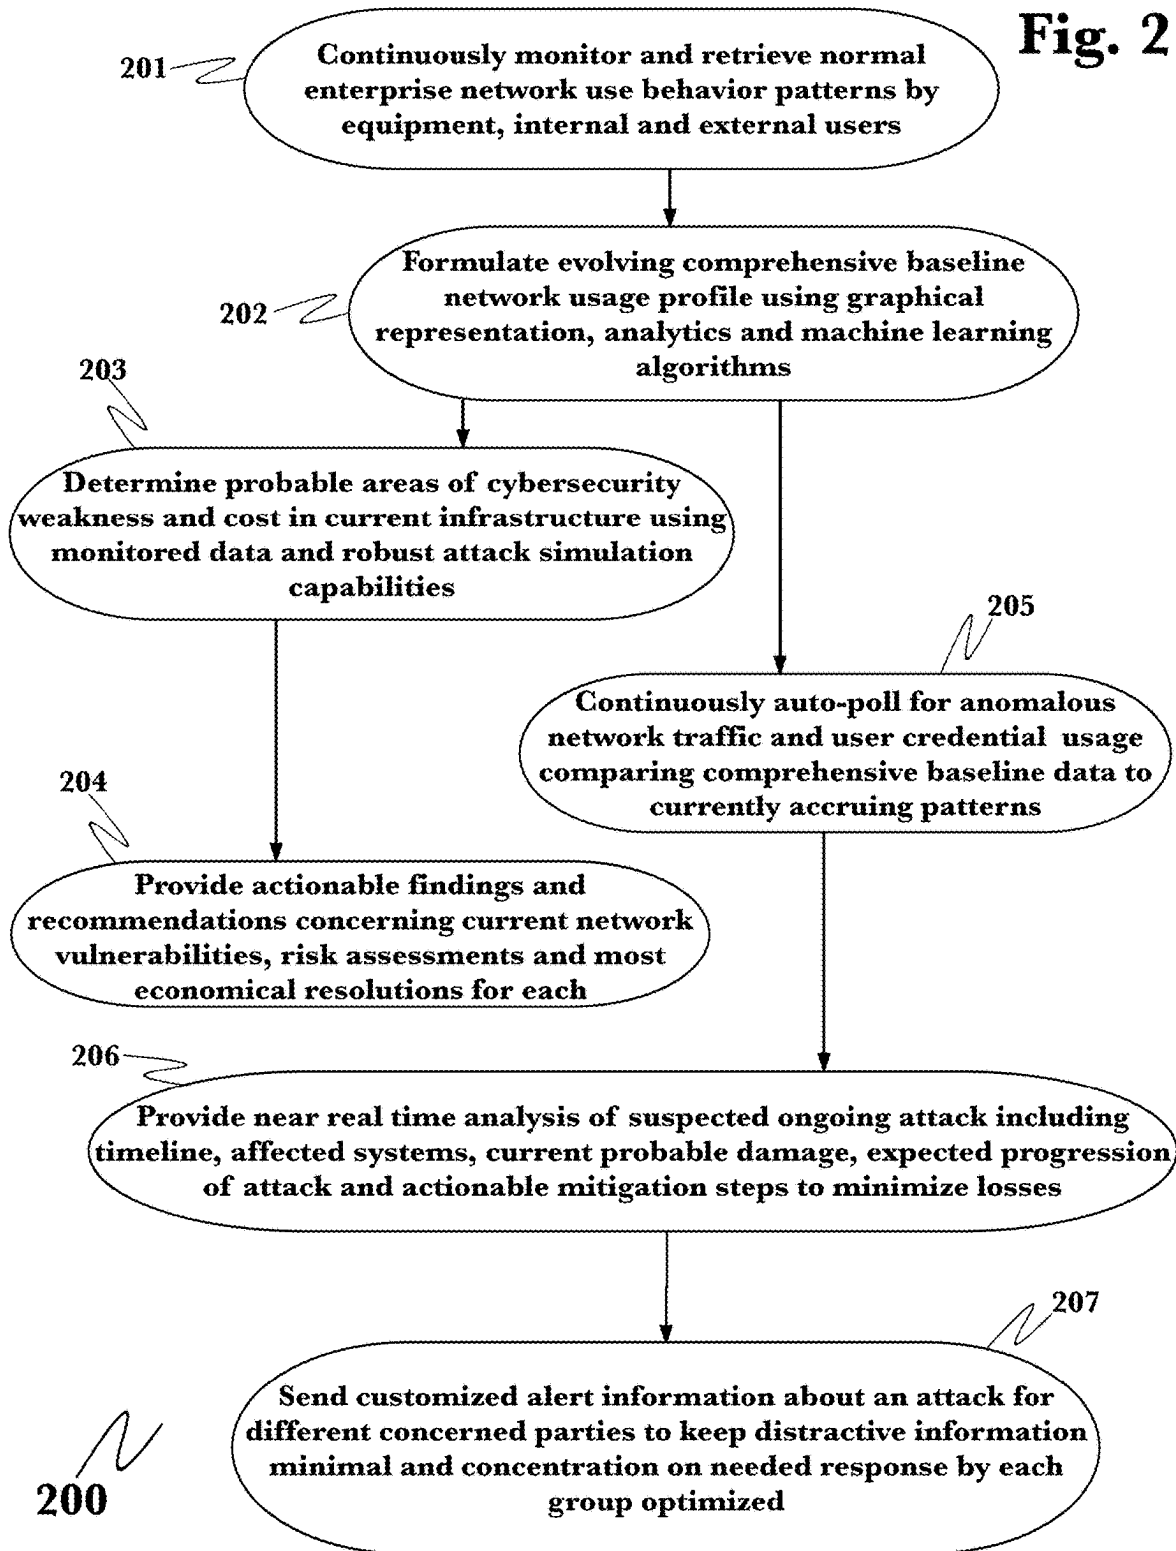 Fig. 2
201
Continuously monitor and retrieve normal
enterprise network use behavior patterns by
equipment, internal and external users
202
Formulate evolving comprehensive baseline
network usage profile using graphical
representation, analytics and machine learning
algorithms
203
Determine probable areas of cybersecurity
weakness and cost in current infrastructure using
monitored data and robust attack simulation
capabilities
205
Continuously auto-poll for anomalous
network traffic and user credential usage
comparing comprehensive baseline data to
currently accruing patterns
204
Provide actionable findings and
recommendations concerning current network
vulnerabilities, risk assessments and most
economical resolutions for each
206
Provide near real time analysis of suspected ongoing attack including
timeline, affected systems, current probable damage, expected progression
of attack and actionable mitigation steps to minimize losses
207
Send customized alert information about an attack for
different concerned parties to keep distractive information
minimal and concentration on needed response by each
group optimized
200